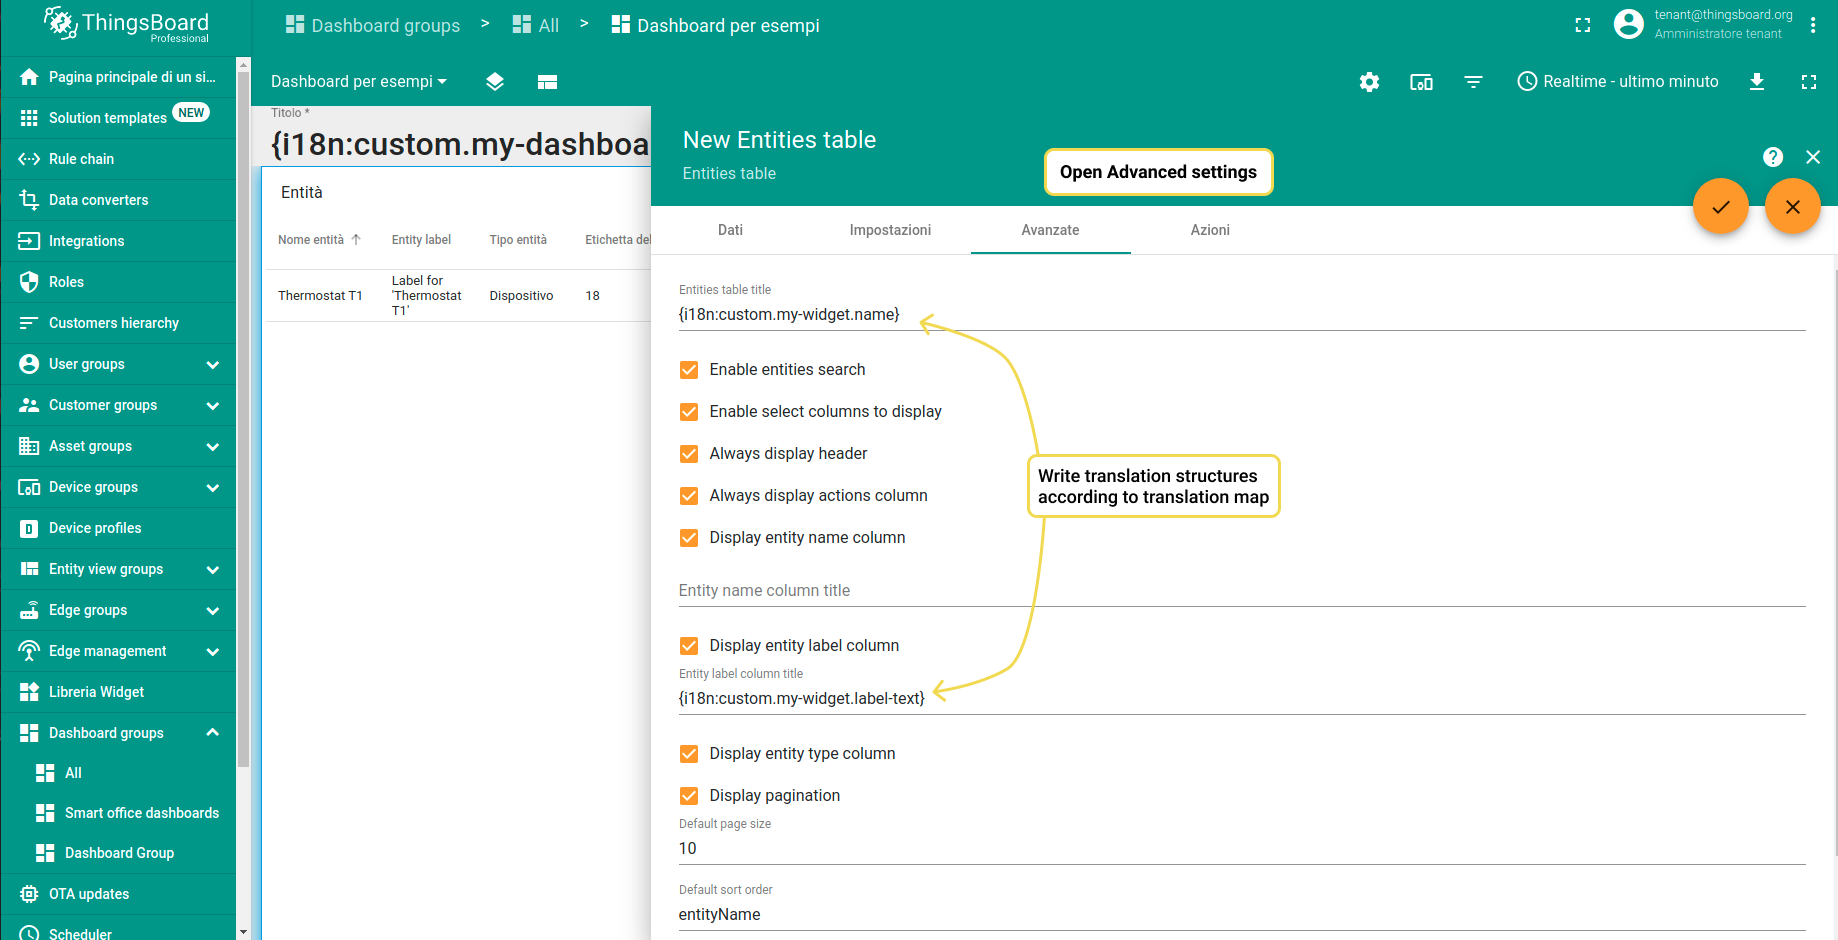 ThingsBoard
Professional
Dashboard groups > All > Dashboard per esempi
tenant@thingsboard.org
Amministratore tenant
Pagina principale di un si...
Solution templates NEW
Rule chain
Data converters
Integrations
Roles
Customers hierarchy
User groups
Customer groups
Asset groups
Device groups
Device profiles
Entity view groups
Edge groups
Edge management
Libreria Widget
Dashboard groups
All
Smart office dashboards
Dashboard Group
OTA updates
Scheduler
Dashboard per esempi
Realtime - ultimo minuto
Titolo *
{i18n:custom.my-dashboa
Entità
Nome entità Entity label Tipo entità Etichetta del
Thermostat T1 Label for 'Thermostat T1' Dispositivo 18
New Entities table
Entities table
Open Advanced settings
Dati Impostazioni Avanzate Azioni
Entities table title
{i18n:custom.my-widget.name}
Enable entities search
Enable select columns to display
Always display header
Always display actions column
Display entity name column
Write translation structures
according to translation map
Entity name column title
Display entity label column
Entity label column title
{i18n:custom.my-widget.label-text}
Display entity type column
Display pagination
Default page size
10
Default sort order
entityName